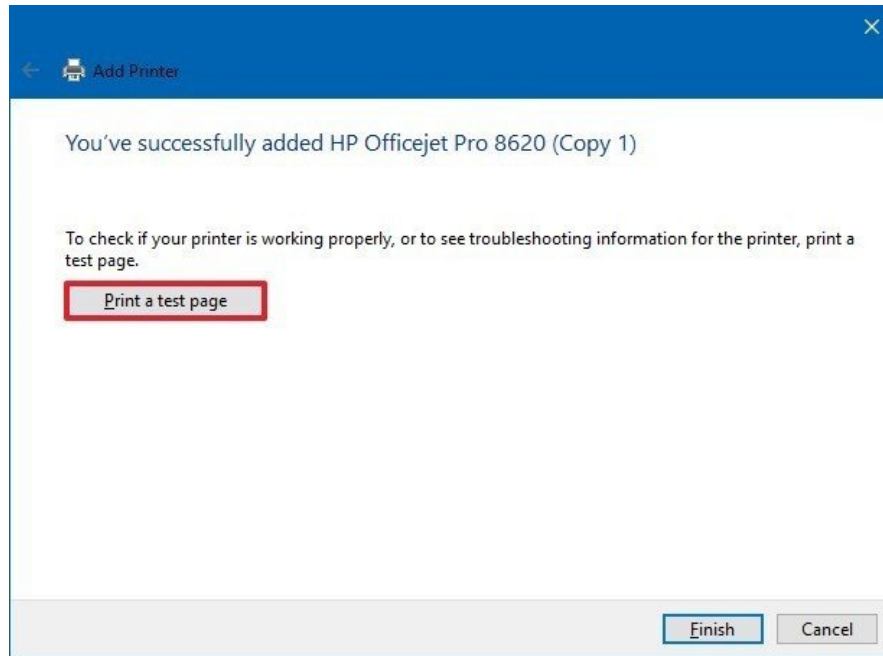 Add Printer
You've successfully added HP Officejet Pro 8620 (Copy 1)
To check if your printer is working properly, or to see troubleshooting information for the printer, print a
test page.
Print a test page
Finish Cancel